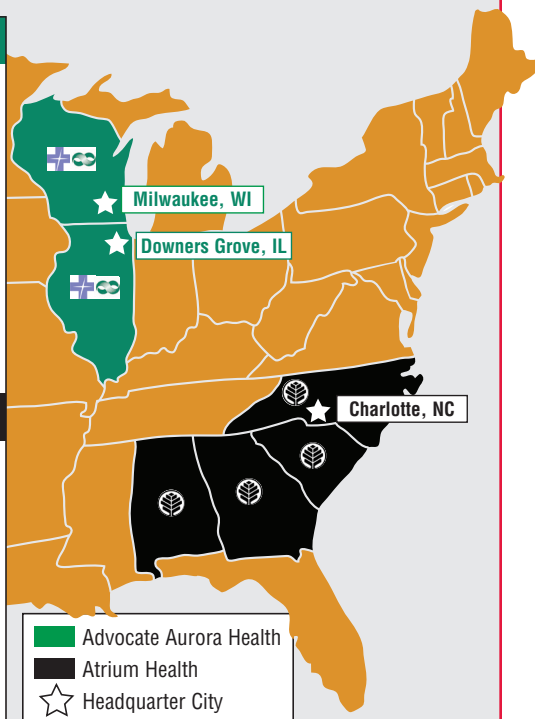 Milwaukee, WI
Downers Grove, IL
Charlotte, NC
Advocate Aurora Health
Atrium Health
Headquarter City